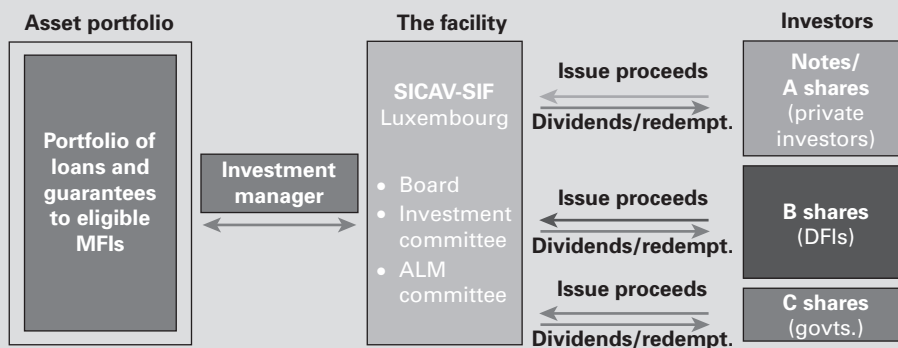 Asset portfolio
Portfolio of
loans and
guarantees
to eligible
MFIs
Investment
manager
The facility
SICAV-SIF
Luxembourg
• Board
• Investment
committee
• ALM
committee
Issue proceeds
Dividends/redempt.
Issue proceeds
Dividends/redempt.
Issue proceeds
Dividends/redempt.
Investors
Notes/
A shares
(private
investors)
B shares
(DFIs)
C shares
(govts.)